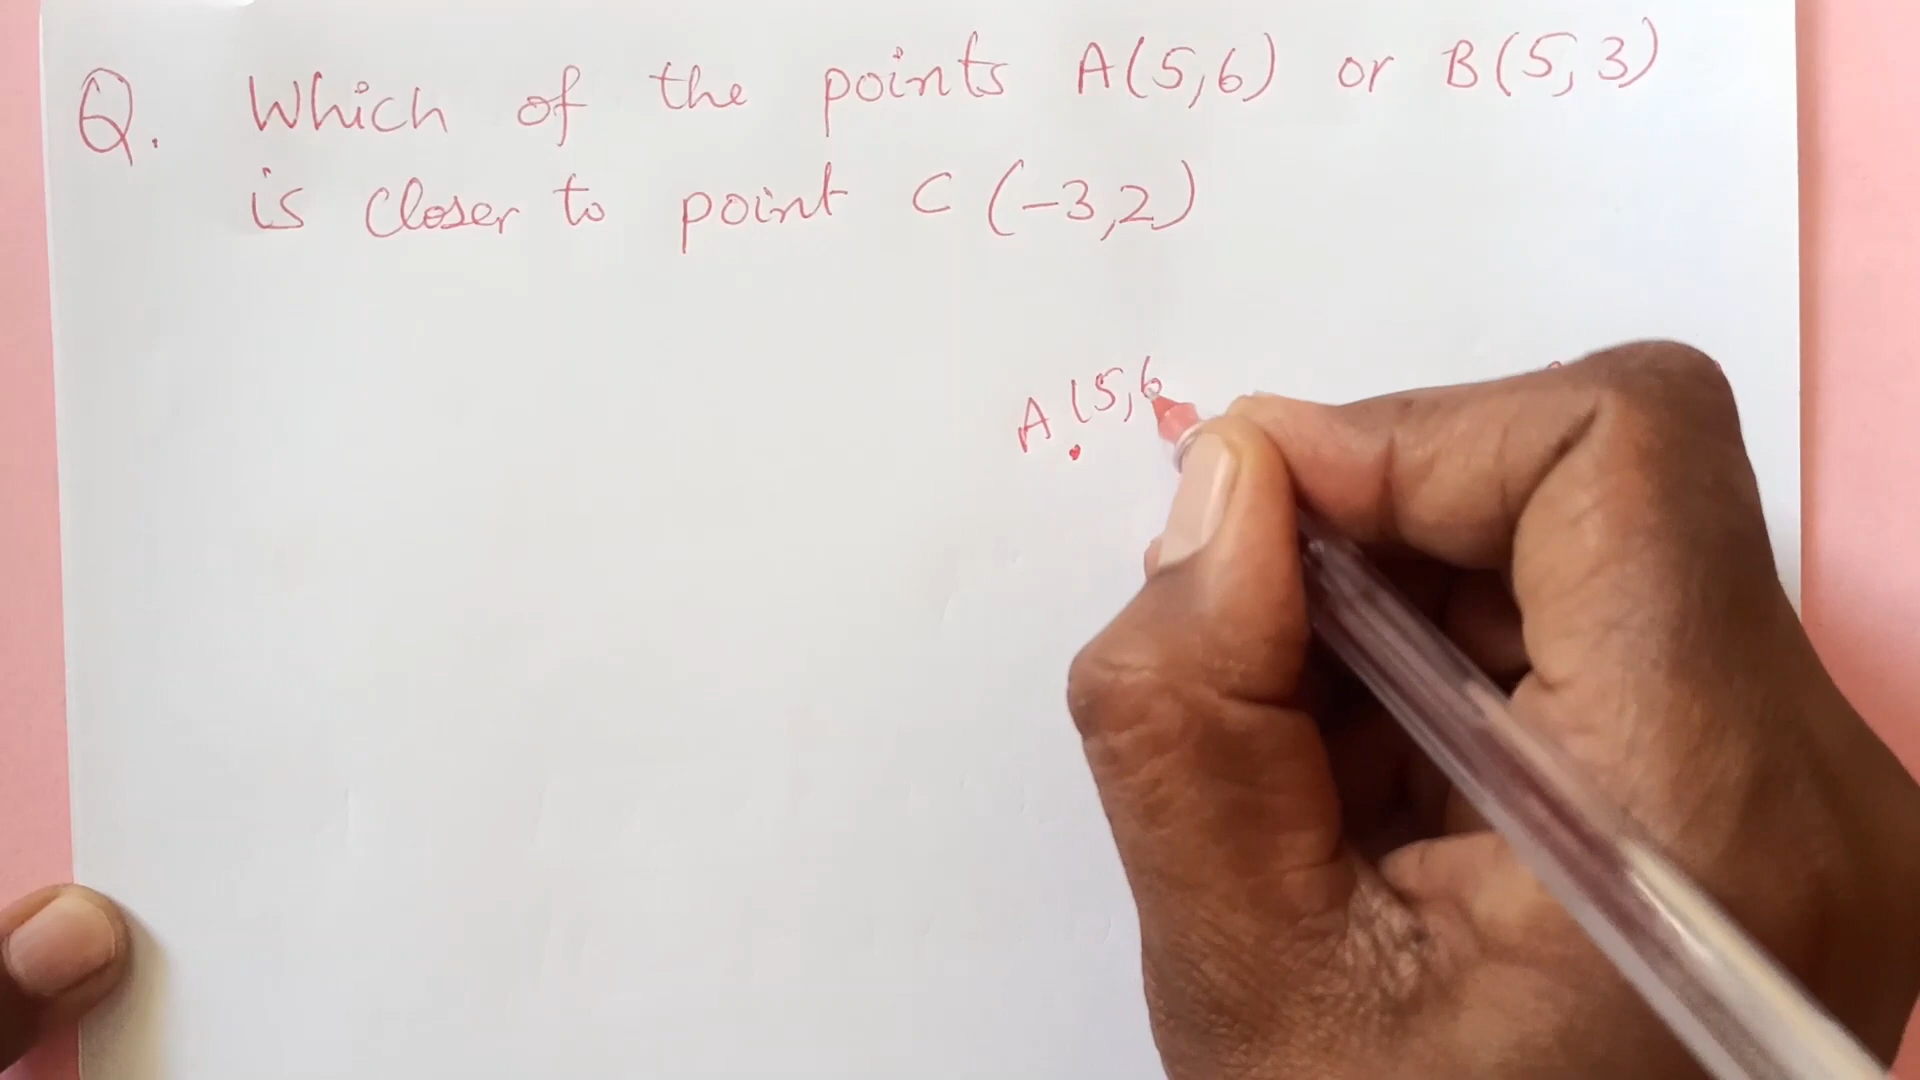 Q. Which of the points A(5,6) or B(5,3)
is closer to point C (-3,2)
A (5,6